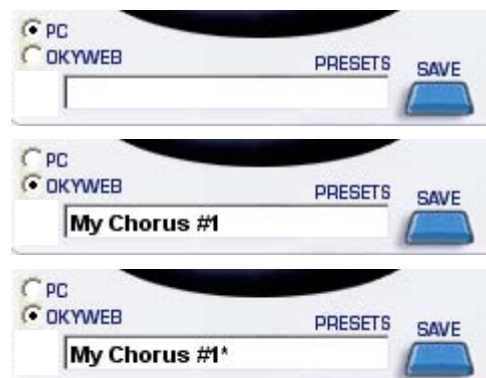 PC
OKYWEB
PRESETS SAVE
PC
OKYWEB
PRESETS SAVE
My Chorus #1
PC
OKYWEB
PRESETS SAVE
My Chorus #1*